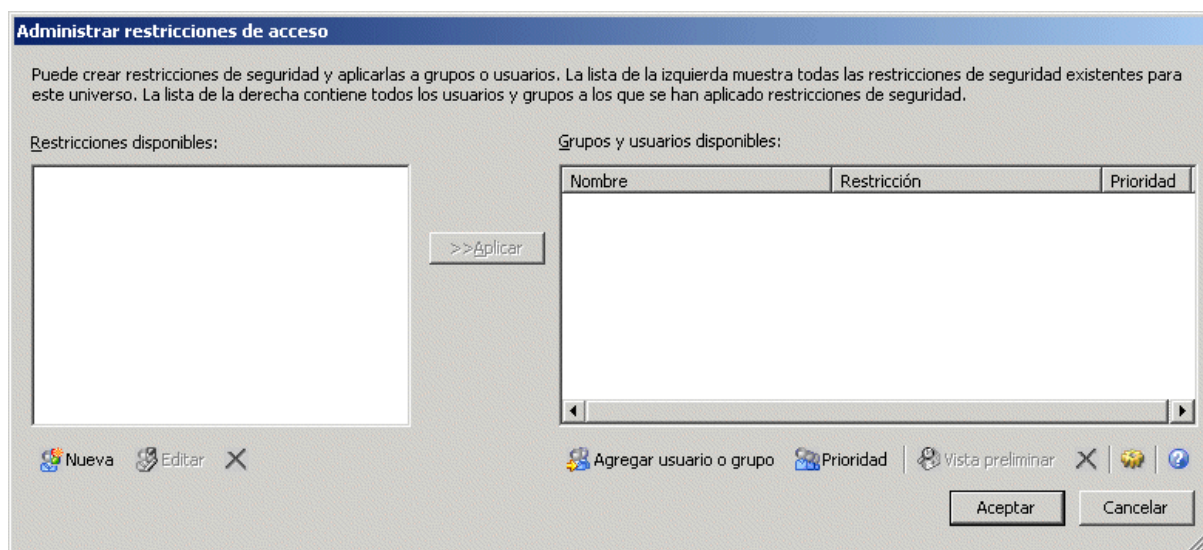 Administrar restricciones de acceso
Puede crear restricciones de seguridad y aplicarlas a grupos o usuarios. La lista de la izquierda muestra todas las restricciones de seguridad existentes para
este universo. La lista de la derecha contiene todos los usuarios y grupos a los que se han aplicado restricciones de seguridad.
Restricciones disponibles:
Grupos y usuarios disponibles:
Nombre Restricción Prioridad
>>Aplicar
Nueva Editar
Agregar usuario o grupo Prioridad Vista preliminar
Aceptar Cancelar